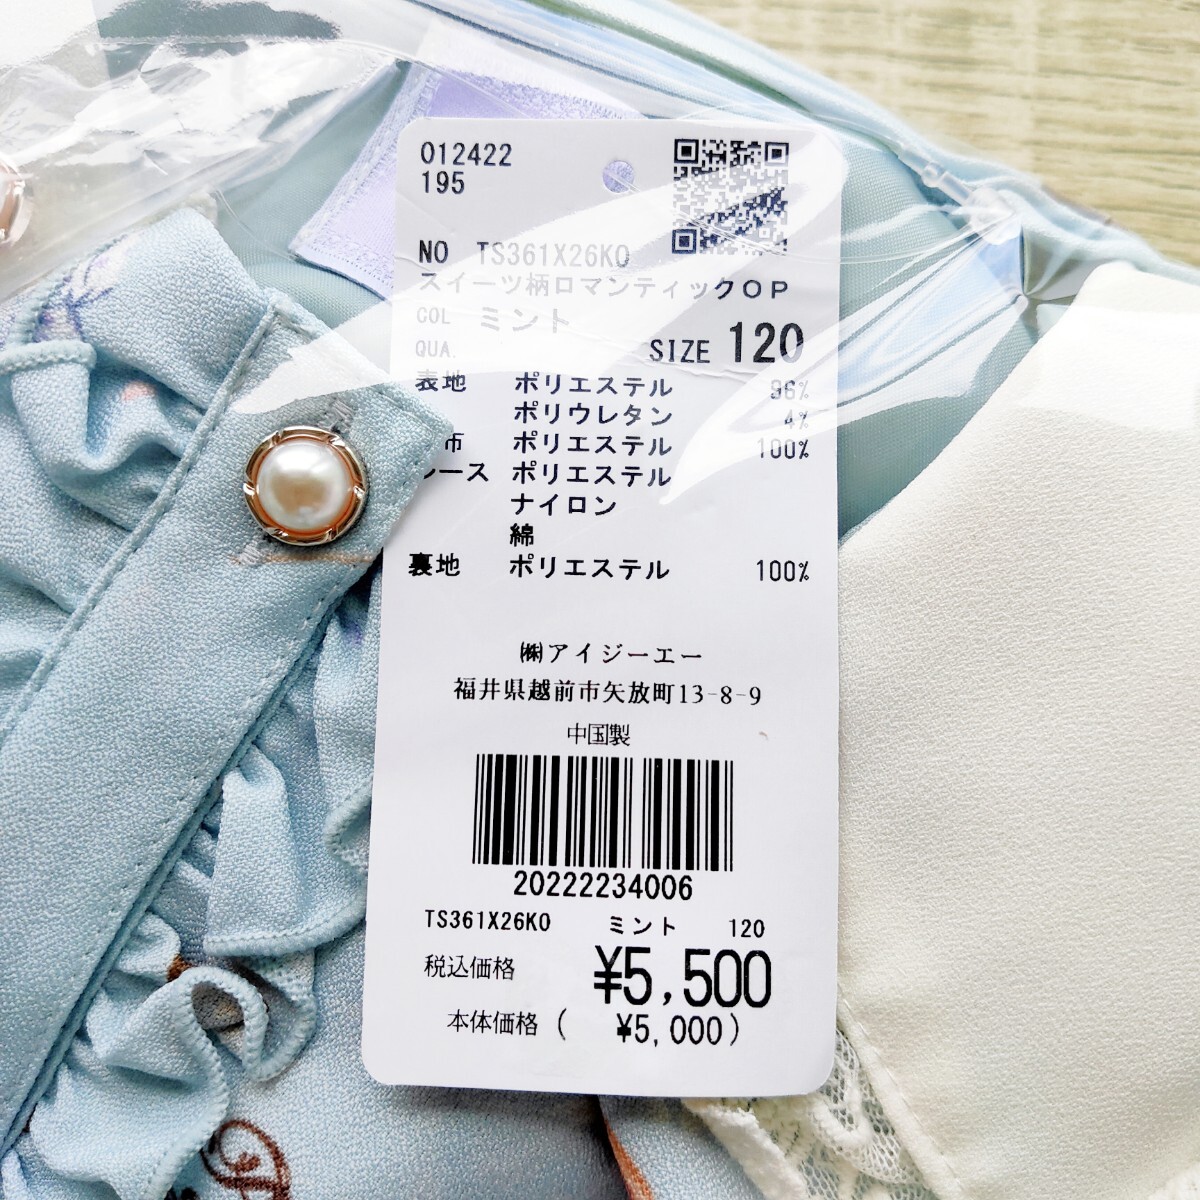 012422
195
NO TS361X26KO
スイーツ柄ロマンティックOP
COL ミント
QUA. SIZE 120
表地 ポリエステル 96%
ポリウレタン 4%
布 ポリエステル 100%
レース ポリエステル
ナイロン
綿
裏地 ポリエステル 100%
㈱アイジーエー
福井県越前市矢放町13-8-9
中国製
20222234006
TS361X26KO ミント 120
税込価格 ¥5,500
本体価格( ¥5,000)